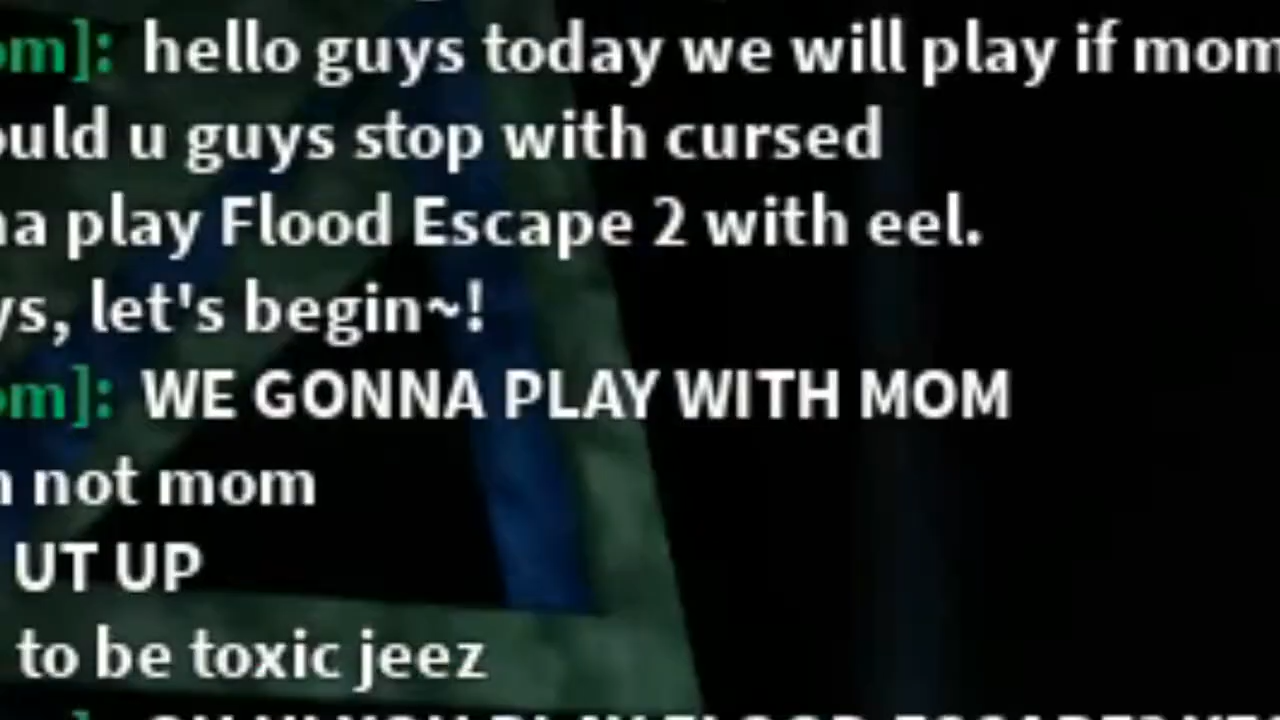 om]: hello guys today we will play if mom
ould u guys stop with cursed
na play Flood Escape 2 with eel.
ys, let's begin~!
om]: WE GONNA PLAY WITH MOM
not mom
UT UP
to be toxic jeez